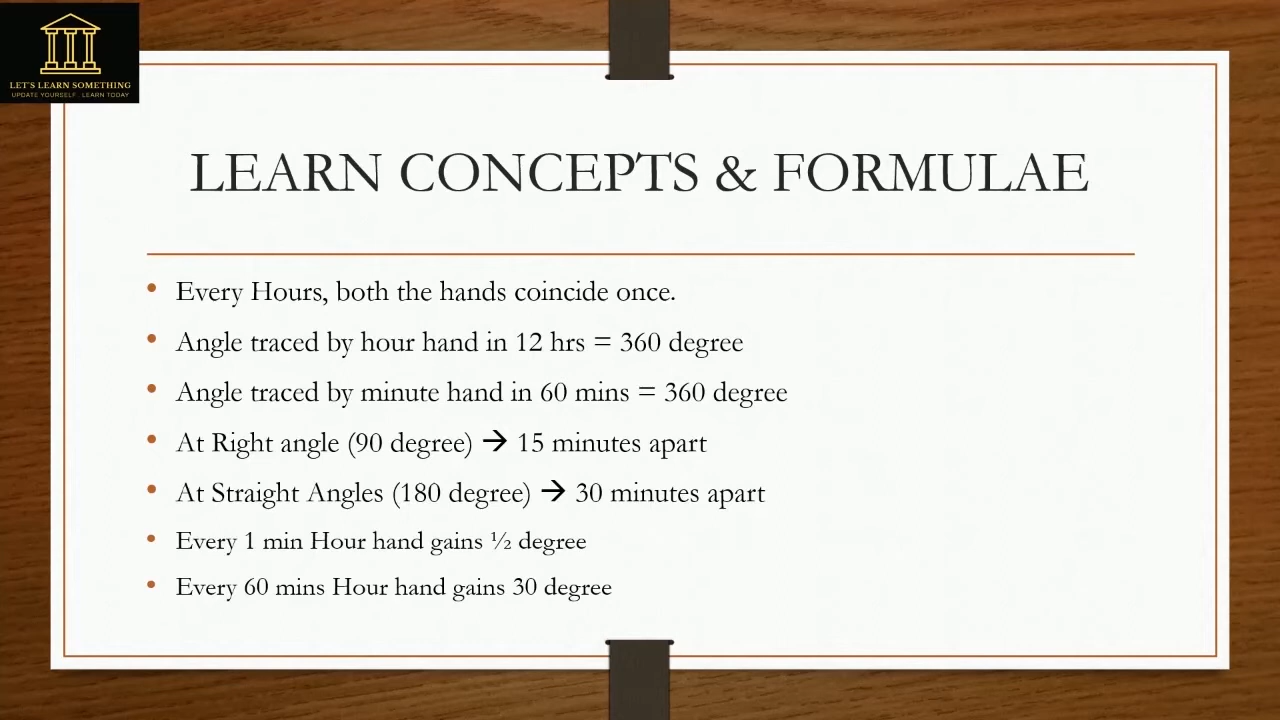 LET'S LEARN SOMETHING
UPDATE YOURSELF . LEARN TODAY
LEARN CONCEPTS & FORMULAE
• Every Hours, both the hands coincide once.
• Angle traced by hour hand in 12 hrs = 360 degree
• Angle traced by minute hand in 60 mins = 360 degree
• At Right angle (90 degree) → 15 minutes apart
• At Straight Angles (180 degree) → 30 minutes apart
• Every 1 min Hour hand gains ½ degree
• Every 60 mins Hour hand gains 30 degree